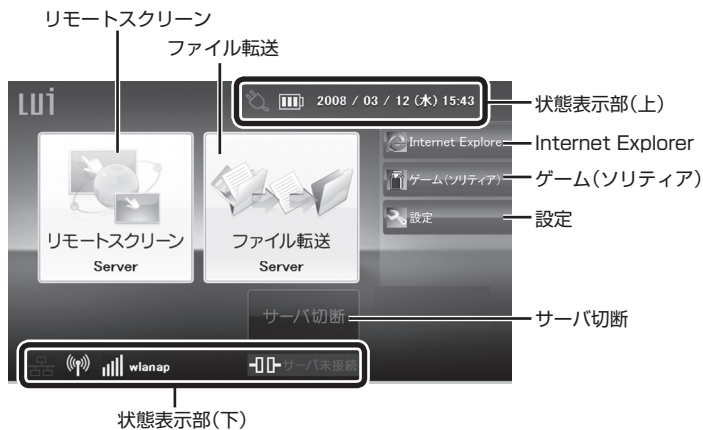 リモートスクリーン
ファイル転送
LUi
2008 / 03 / 12 (水) 15:43
状態表示部(上)
Internet Explore
Internet Explorer
ゲーム(ソリティア)
ゲーム(ソリティア)
設定
設定
リモートスクリーン
Server
ファイル転送
Server
サーバ切断
サーバ切断
wlanap
サーバ未接続
状態表示部(下)